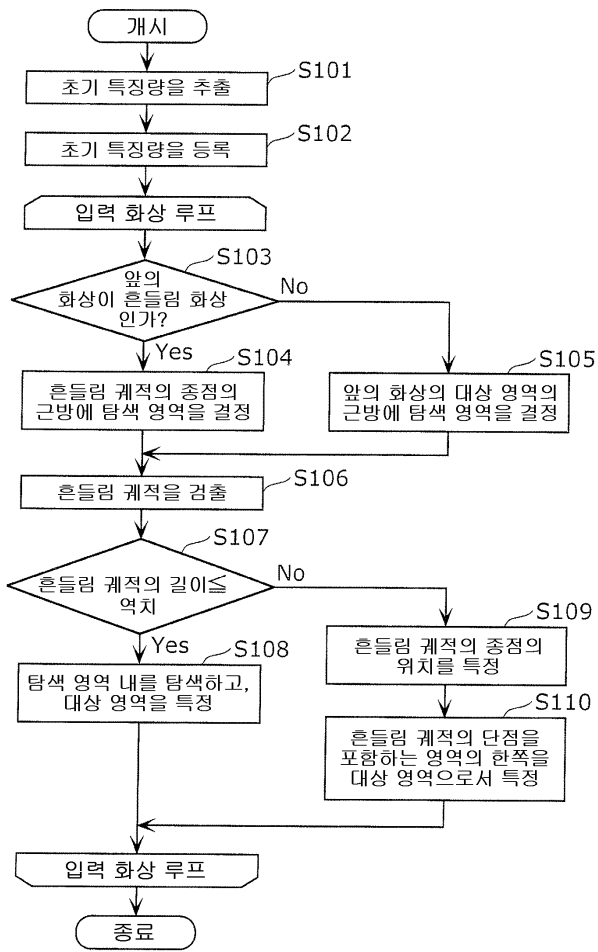 개시
S101
초기 특징량을 추출
S102
초기 특징량을 등록
입력 화상 루프
S103
앞의
화상이 흔들림 화상
인가?
No
Yes
S104
흔들림 궤적의 종점의
근방에 탐색 영역을 결정
S105
앞의 화상의 대상 영역의
근방에 탐색 영역을 결정
S106
흔들림 궤적을 검출
S107
흔들림 궤적의 길이≦
역치
No
Yes
S108
탐색 영역 내를 탐색하고,
대상 영역을 특정
S109
흔들림 궤적의 종점의
위치를 특정
S110
흔들림 궤적의 단점을
포함하는 영역의 한쪽을
대상 영역으로서 특정
입력 화상 루프
종료